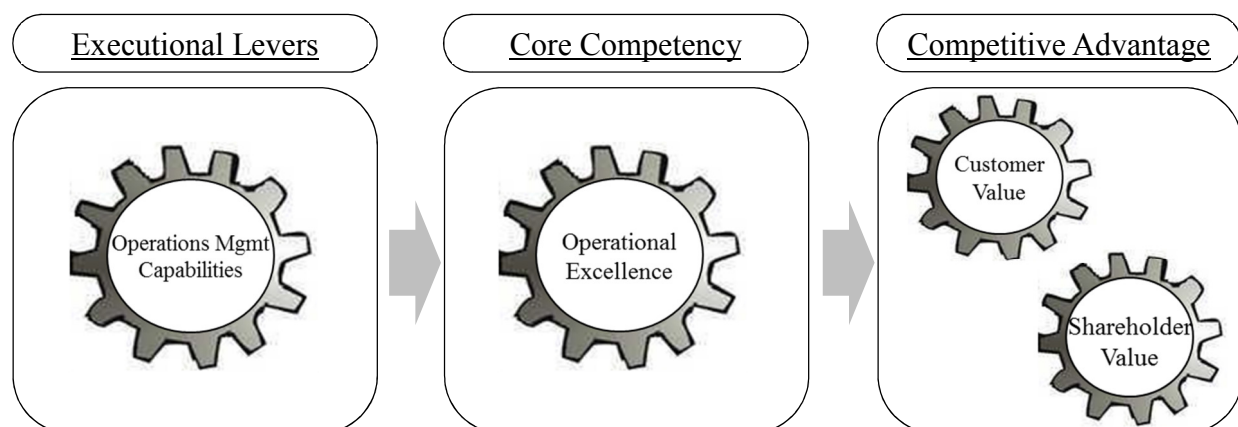 Executional Levers
Core Competency
Competitive Advantage
Operations Mgmt
Capabilities
Operational
Excellence
Customer
Value
Shareholder
Value